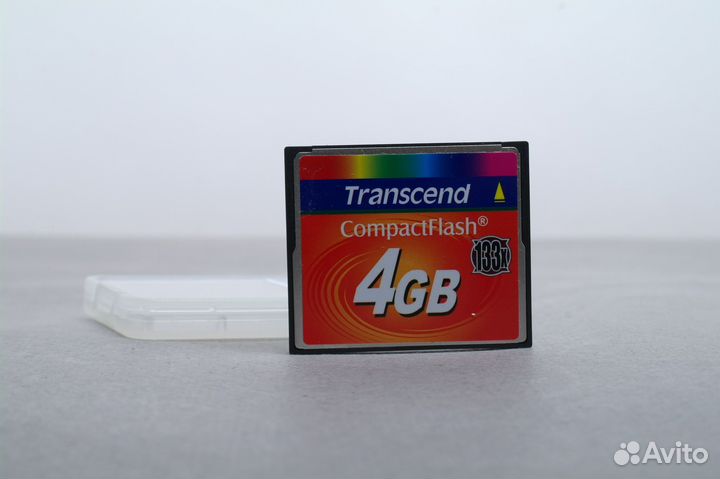 Transcend
CompactFlash®
133x
4GB
Avito